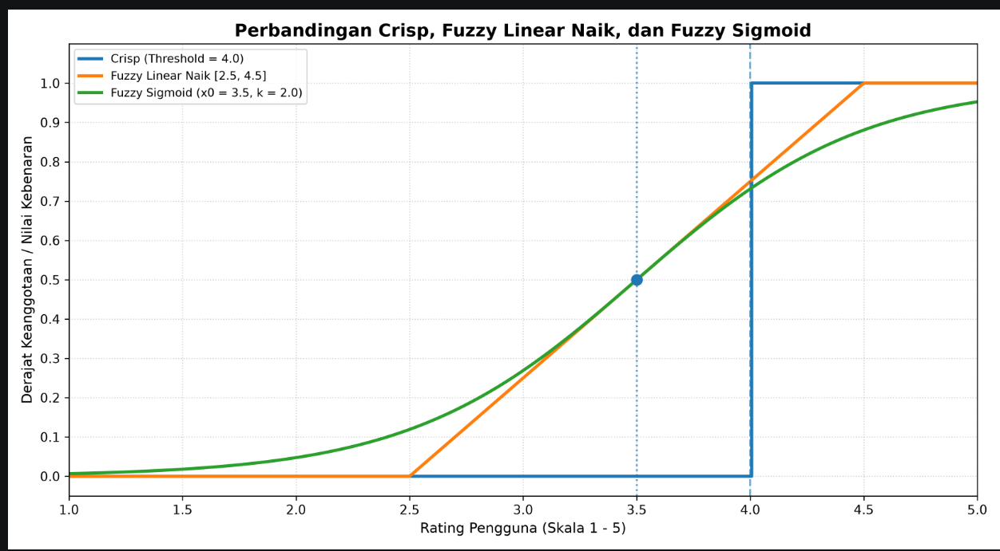 Perbandingan Crisp, Fuzzy Linear Naik, dan Fuzzy Sigmoid
Crisp (Threshold = 4.0)
Fuzzy Linear Naik [2.5, 4.5]
Fuzzy Sigmoid (x0 = 3.5, k = 2.0)
Derajat Keanggotaan / Nilai Kebenaran
1.0
0.9
0.8
0.7
0.6
0.5
0.4
0.3
0.2
0.1
0.0
1.0 1.5 2.0 2.5 3.0 3.5 4.0 4.5 5.0
Rating Pengguna (Skala 1 - 5)